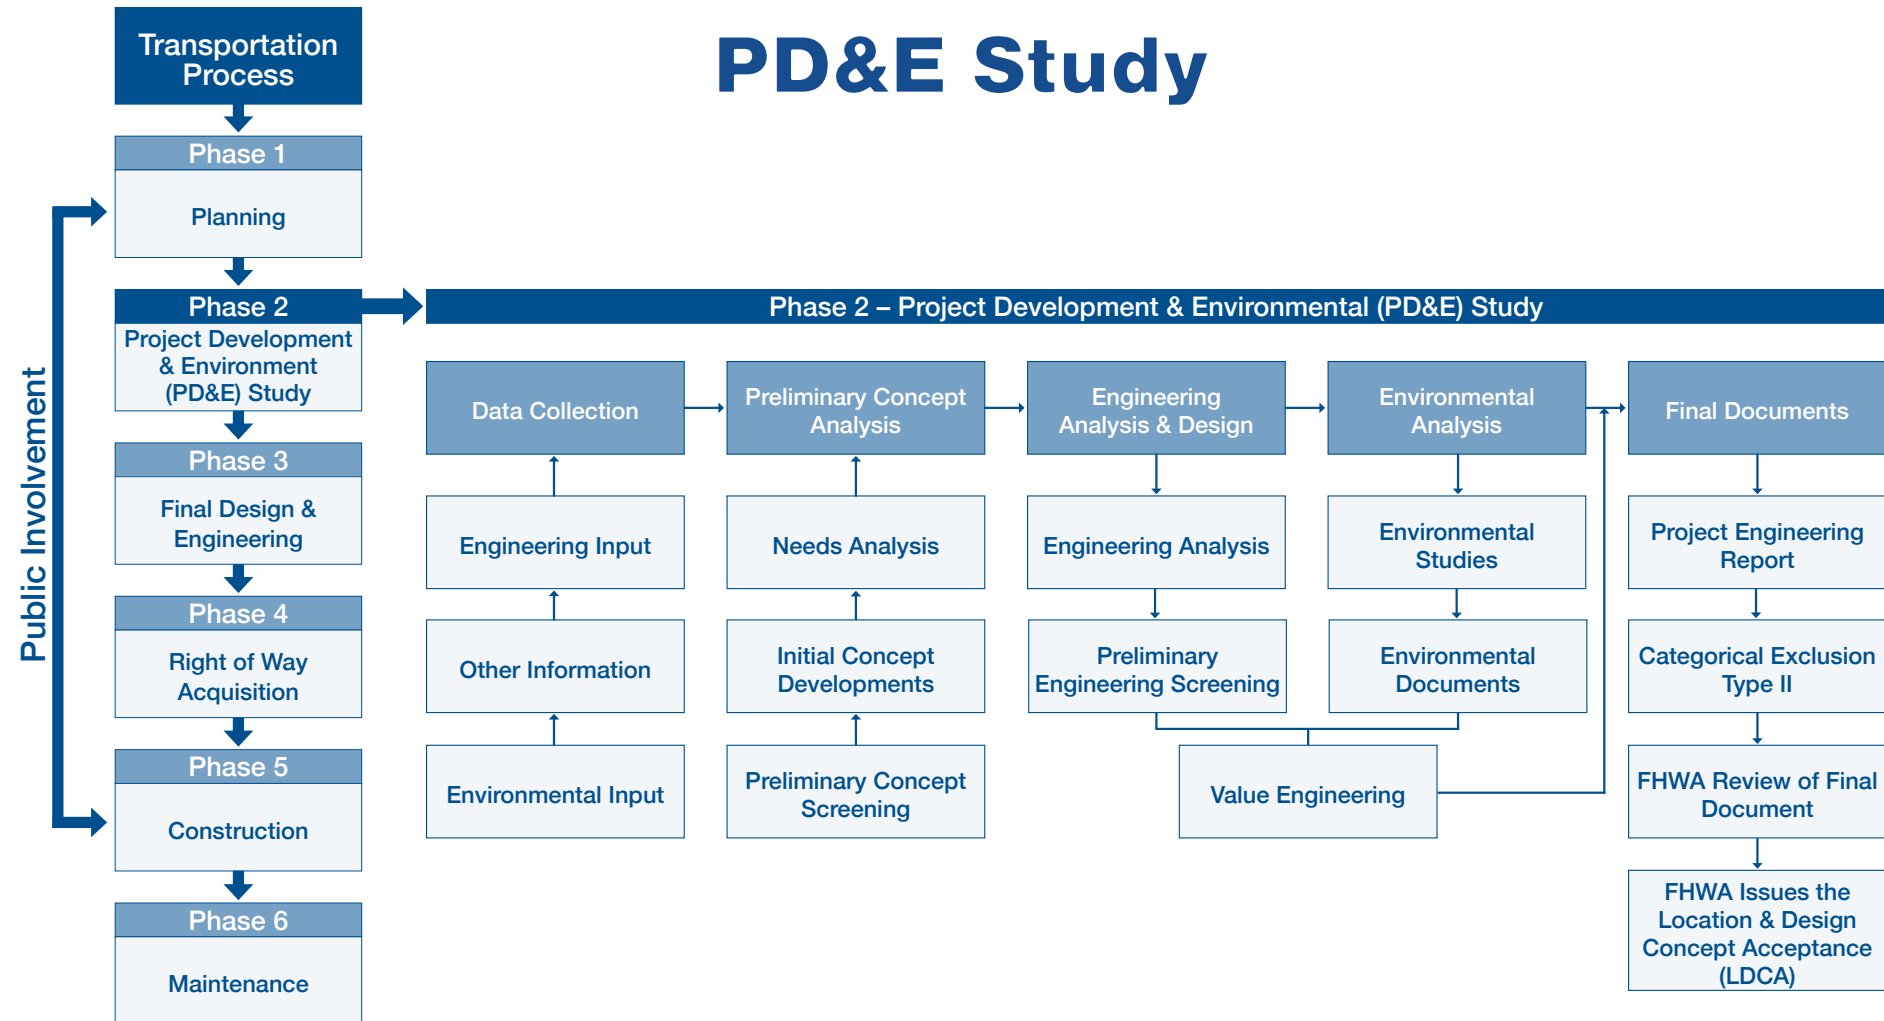 PD&E Study
Transportation
Process
Phase 1
Planning
Phase 2
Project Development
& Environment
(PD&E) Study
Phase 3
Final Design &
Engineering
Phase 4
Right of Way
Acquisition
Phase 5
Construction
Phase 6
Maintenance
Public Involvement
Phase 2 – Project Development & Environmental (PD&E) Study
Data Collection
Engineering Input
Other Information
Environmental Input
Preliminary Concept
Analysis
Needs Analysis
Initial Concept
Developments
Preliminary Concept
Screening
Engineering
Analysis & Design
Engineering Analysis
Preliminary
Engineering Screening
Environmental
Analysis
Environmental
Studies
Environmental
Documents
Value Engineering
Final Documents
Project Engineering
Report
Categorical Exclusion
Type II
FHWA Review of Final
Document
FHWA Issues the
Location & Design
Concept Acceptance
(LDCA)